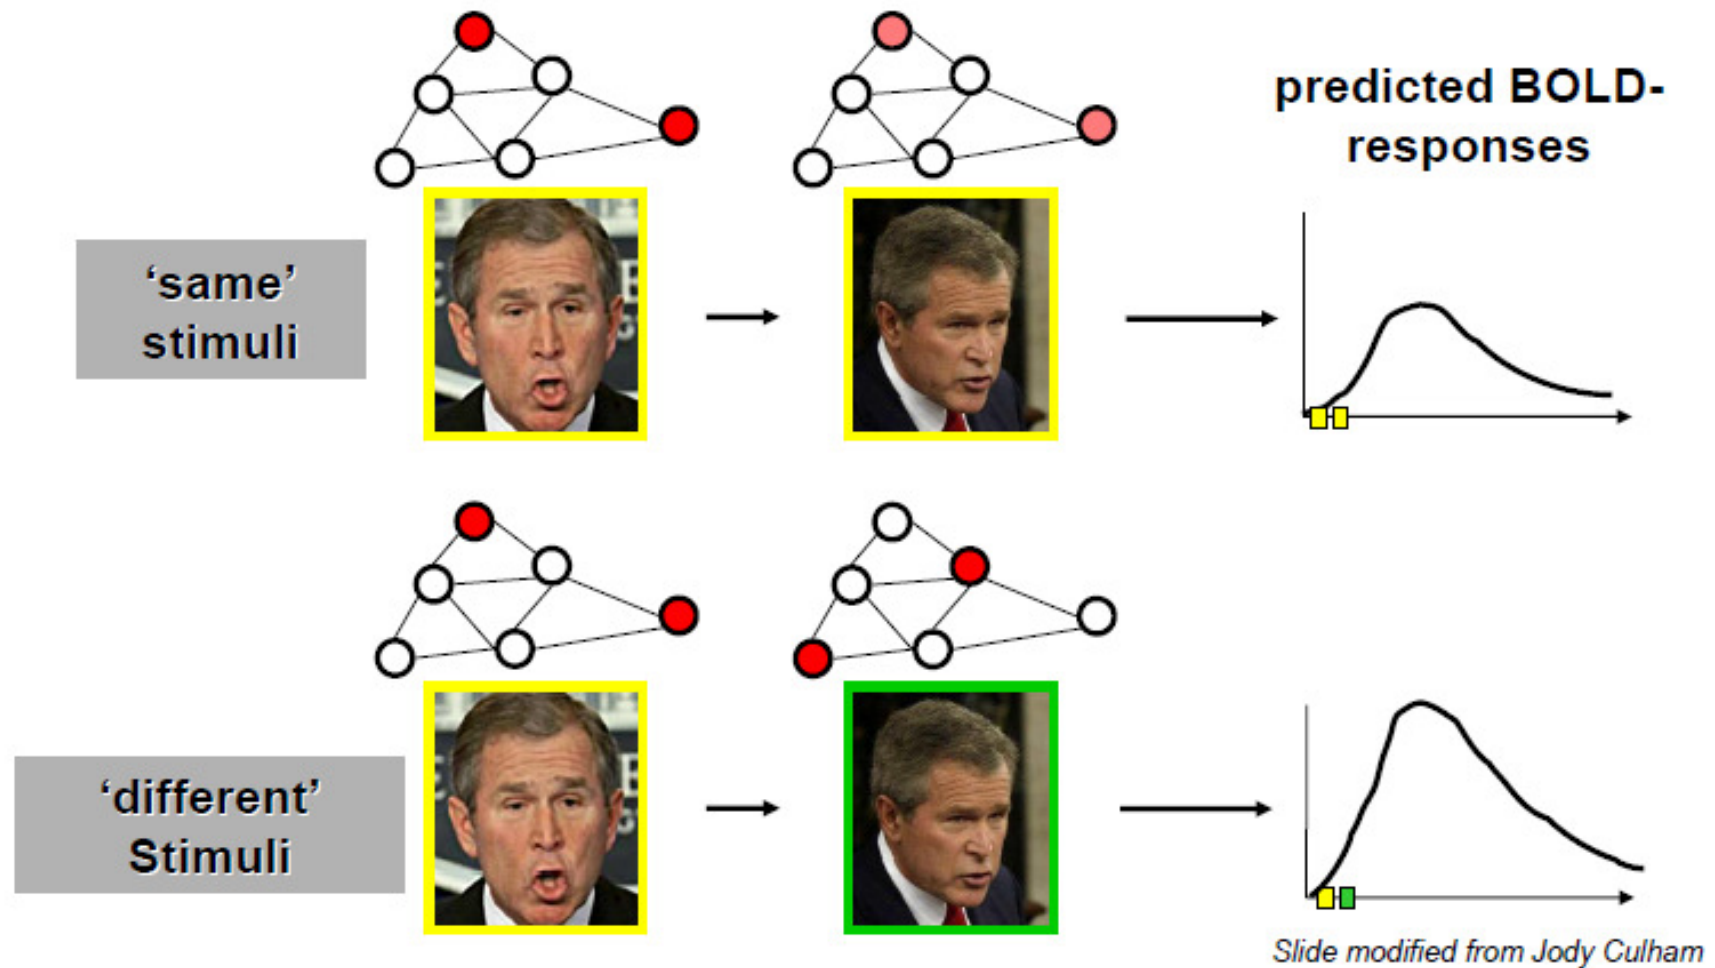 predicted BOLD-
responses
‘same’
stimuli
‘different’
Stimuli
Slide modified from Jody Culham